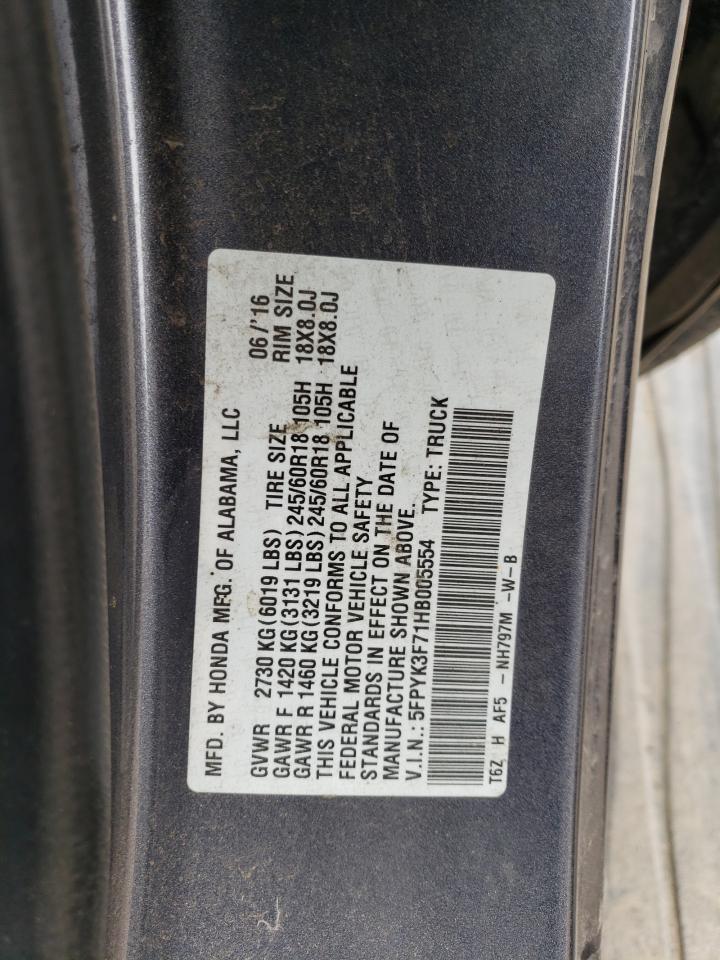 MFD. BY HONDA MFG. OF ALABAMA, LLC 06/'16
GVWR 2730 KG (6019 LBS) TIRE SIZE RIM SIZE
GAWR F 1420 KG (3131 LBS) 245/60R18 105H 18X8.0J
GAWR R 1460 KG (3219 LBS) 245/60R18 105H 18X8.0J
THIS VEHICLE CONFORMS TO ALL APPLICABLE
FEDERAL MOTOR VEHICLE SAFETY
STANDARDS IN EFFECT ON THE DATE OF
MANUFACTURE SHOWN ABOVE.
V.I.N.: 5FPYK3F71HB005554 TYPE: TRUCK
T6Z H AF5 - NH797M -W-B